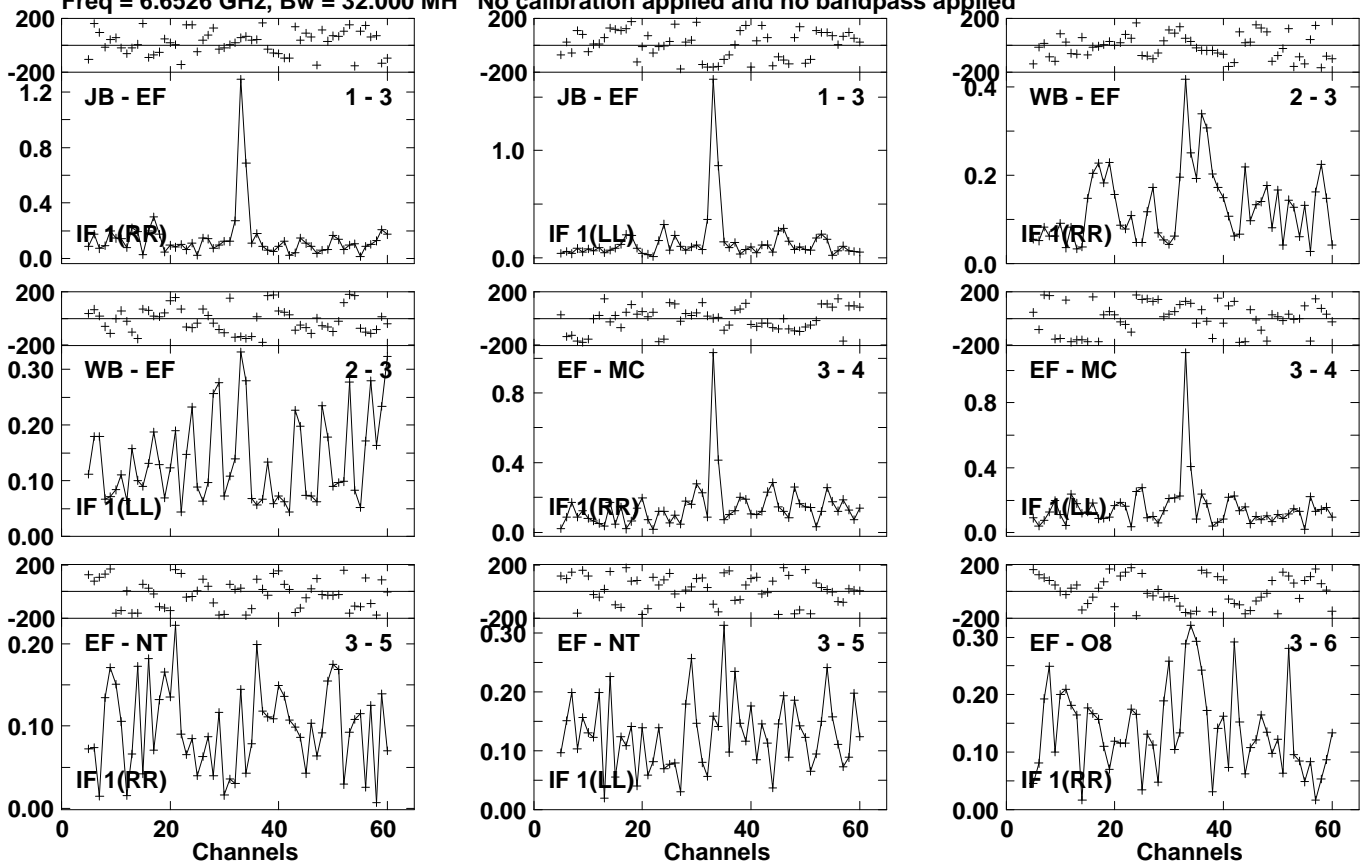 Freq = 6.6526 GHz, Bw = 32.000 MH No calibration applied and no bandpass applied
200
-200
1.2
0.8
0.4
0.0
JB - EF
1 - 3
IF 1(RR)
1.0
0.0
JB - EF
1 - 3
IF 1(LL)
200
-200
0.4
0.2
0.0
WB - EF
2 - 3
(RR)
200
-200
0.30
0.20
0.10
0.00
WB - EF
2 - 3
IF 1(LL)
200
-200
0.8
0.4
0.0
EF - MC
3 - 4
IF 1(RR)
200
-200
0.8
0.4
0.0
EF - MC
3 - 4
IF 1(LL)
200
-200
0.20
0.10
0.00
EF - NT
3 - 5
IF 1(RR)
0 20 40 60
Channels
200
-200
0.30
0.20
0.10
0.00
EF - NT
3 - 5
IF 1(LL)
0 20 40 60
Channels
200
-200
0.30
0.20
0.10
0.00
EF - O8
3 - 6
IF 1(RR)
20 40 60
Channels